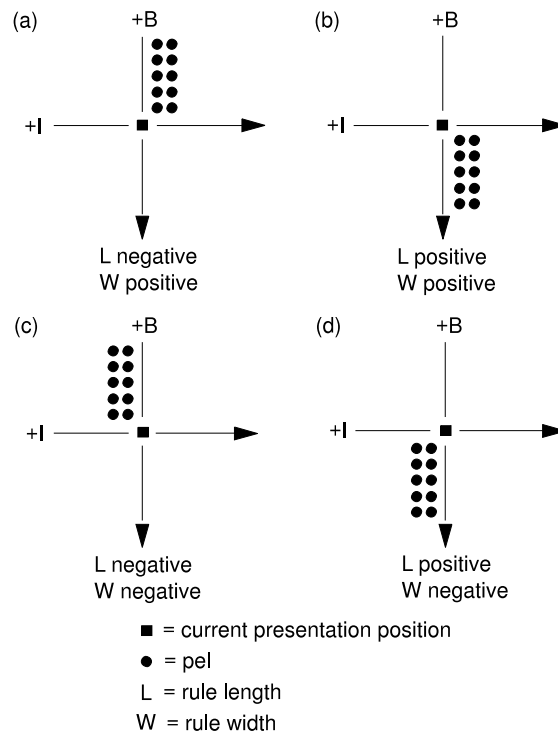 (a)
+B
+I
L negative
W positive
(b)
+B
+I
L positive
W positive
(c)
+B
+I
L negative
W negative
(d)
+B
+I
L positive
W negative
= current presentation position
= pel
L = rule length
W = rule width